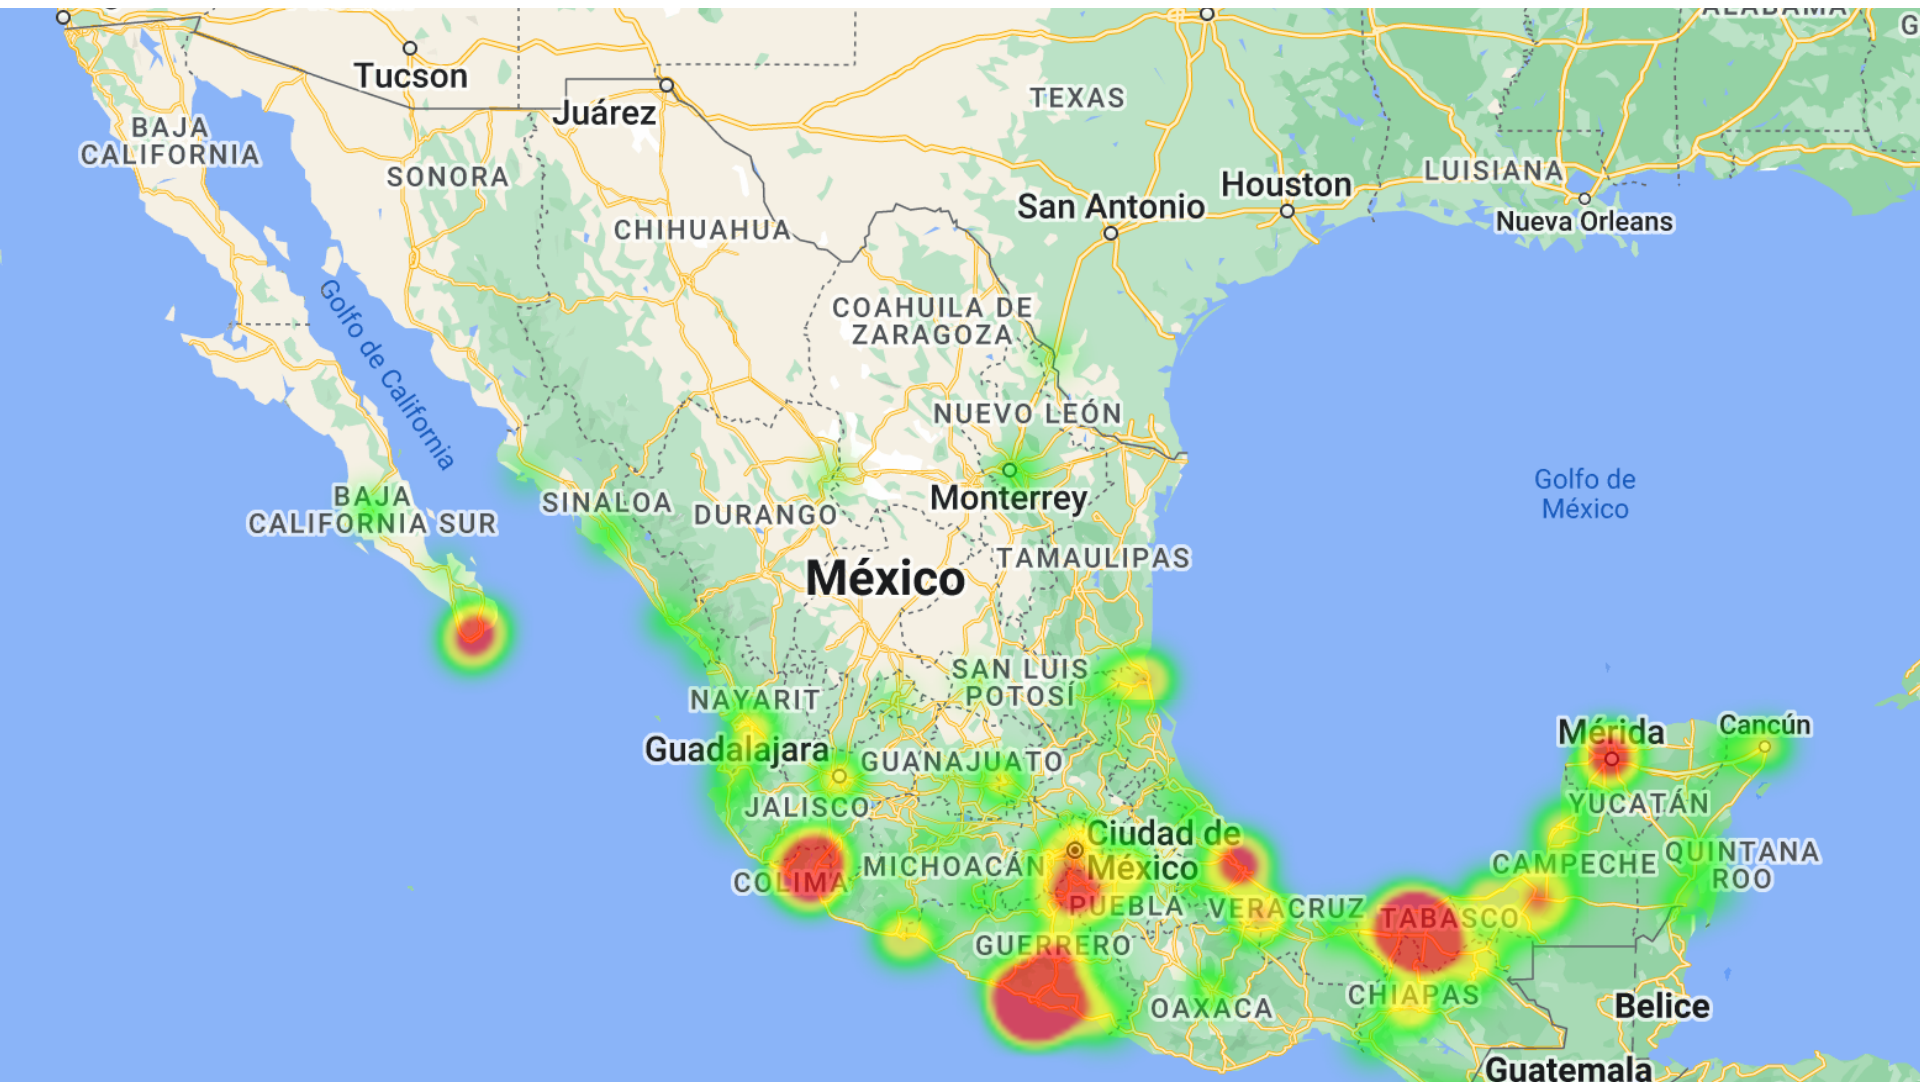 ALABAMA
G
Tucson
Juárez
TEXAS
BAJA
CALIFORNIA
SONORA
LUISIANA
Houston
San Antonio
Nueva Orleans
CHIHUAHUA
Golfo de California
COAHUILA DE
ZARAGOZA
NUEVO LEÓN
Golfo de
México
BAJA
CALIFORNIA SUR
SINALOA
DURANGO
Monterrey
México
TAMAULIPAS
SAN LUIS
POTOSÍ
NAYARIT
Guadalajara
GUANAJUATO
Mérida
Cancún
JALISCO
YUCATÁN
Ciudad de
México
COLIMA
MICHOACÁN
CAMPECHE
QUINTANA
ROO
PUEBLA
VERACRUZ
TABASCO
GUERRERO
OAXACA
CHIAPAS
Belice
Guatemala